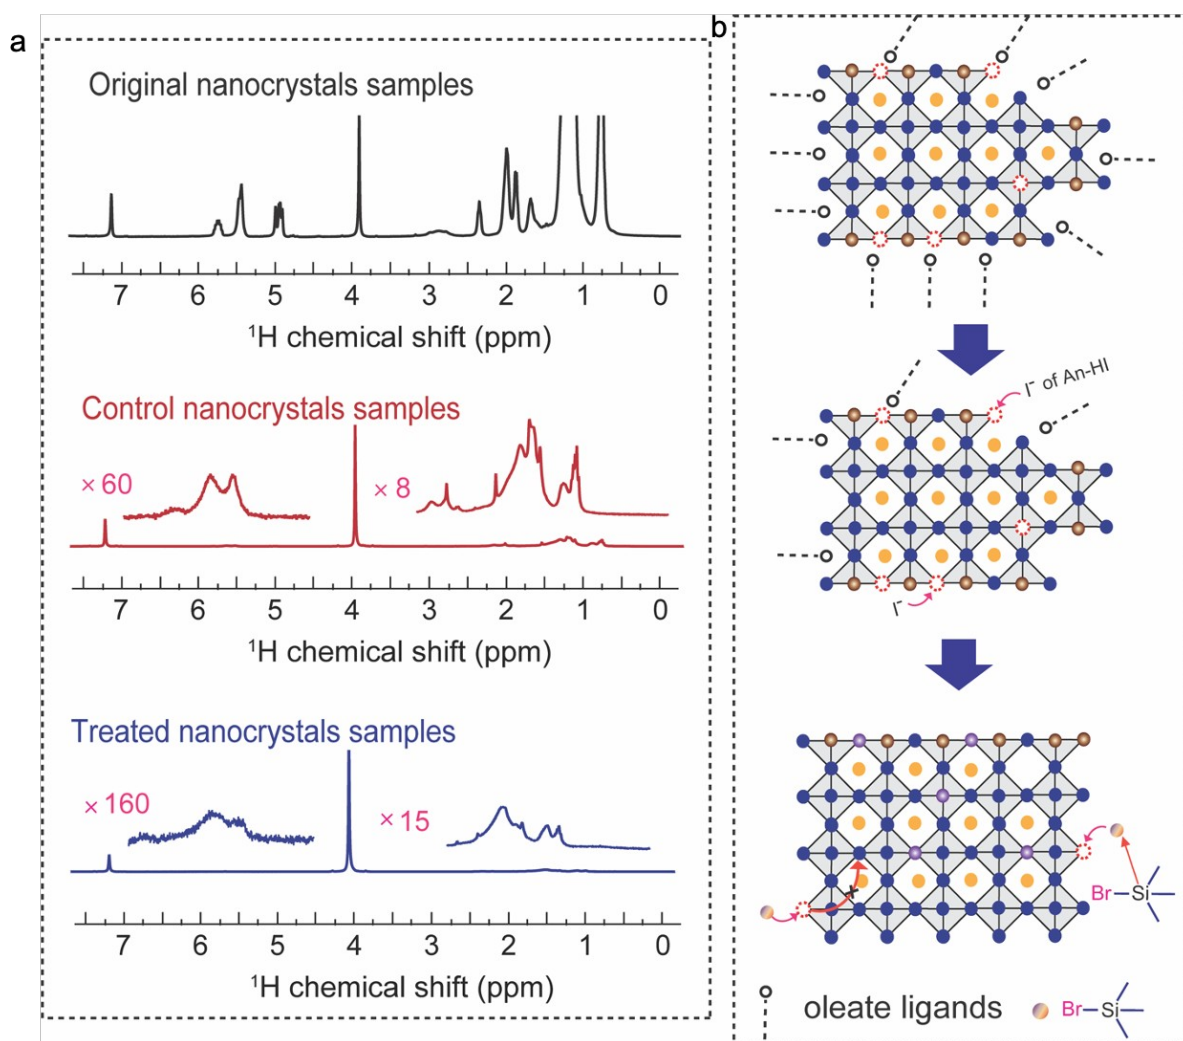 a
Original nanocrystals samples
7 6 5 4 3 2 1 0
¹H chemical shift (ppm)
Control nanocrystals samples
× 60
× 8
7 6 5 4 3 2 1 0
¹H chemical shift (ppm)
Treated nanocrystals samples
× 160
× 15
7 6 5 4 3 2 1 0
¹H chemical shift (ppm)
b
I⁻ of An-HI
I⁻
Br–Si
oleate ligands
Br–Si